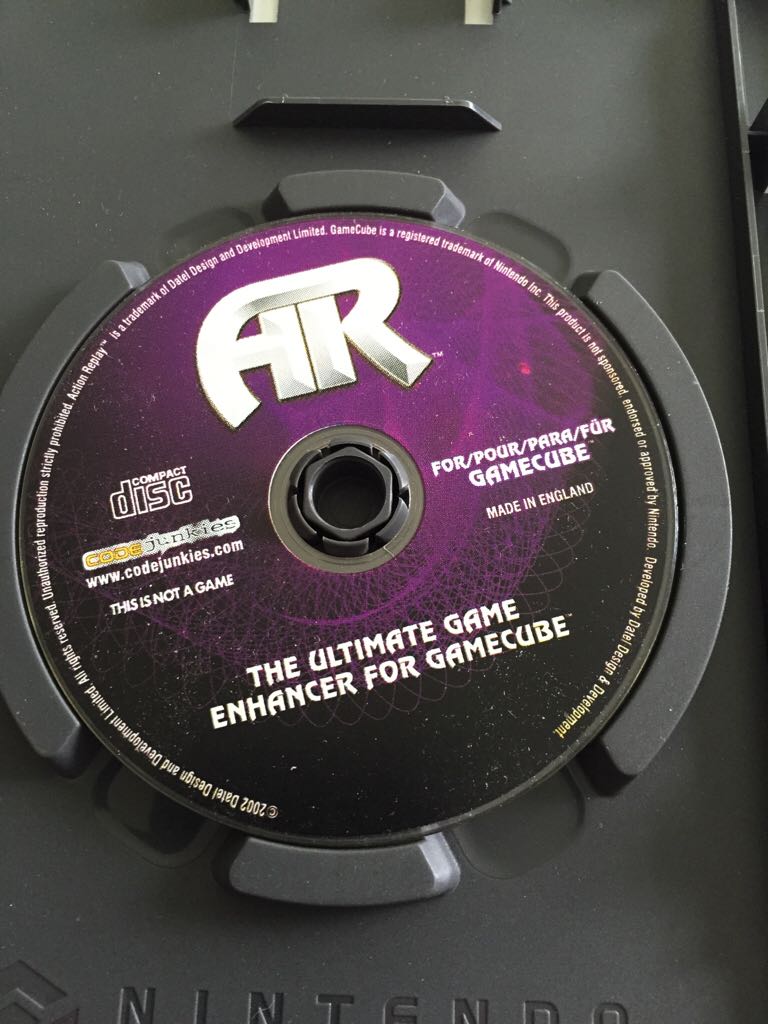 ©2002 Datel Design and Development Limited. All rights reserved. Unauthorized reproduction strictly prohibited. Action Replay™ is a trademark of Datel Design and Development Limited. GameCube is a registered trademark of Nintendo Inc. This product is not sponsored, endorsed or approved by Nintendo. Developed by Datel Design & Development.
AR™
FOR/POUR/PARA/FÜR
GAMECUBE™
MADE IN ENGLAND
COMPACT
disc
CODEjunkies
www.codejunkies.com
THIS IS NOT A GAME
THE ULTIMATE GAME
ENHANCER FOR GAMECUBE™
NINTENDO